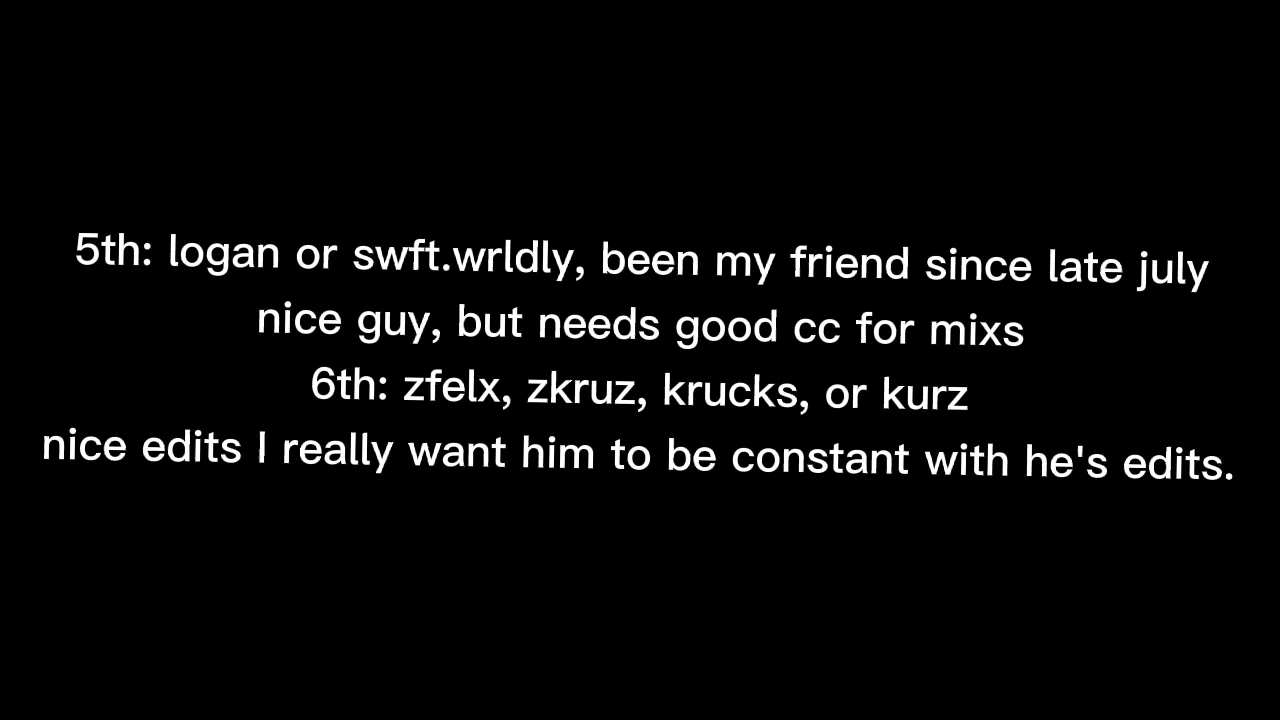 5th: logan or swft.wrldly, been my friend since late july
nice guy, but needs good cc for mixs
6th: zfelx, zkruz, krucks, or kurz
nice edits I really want him to be constant with he's edits.